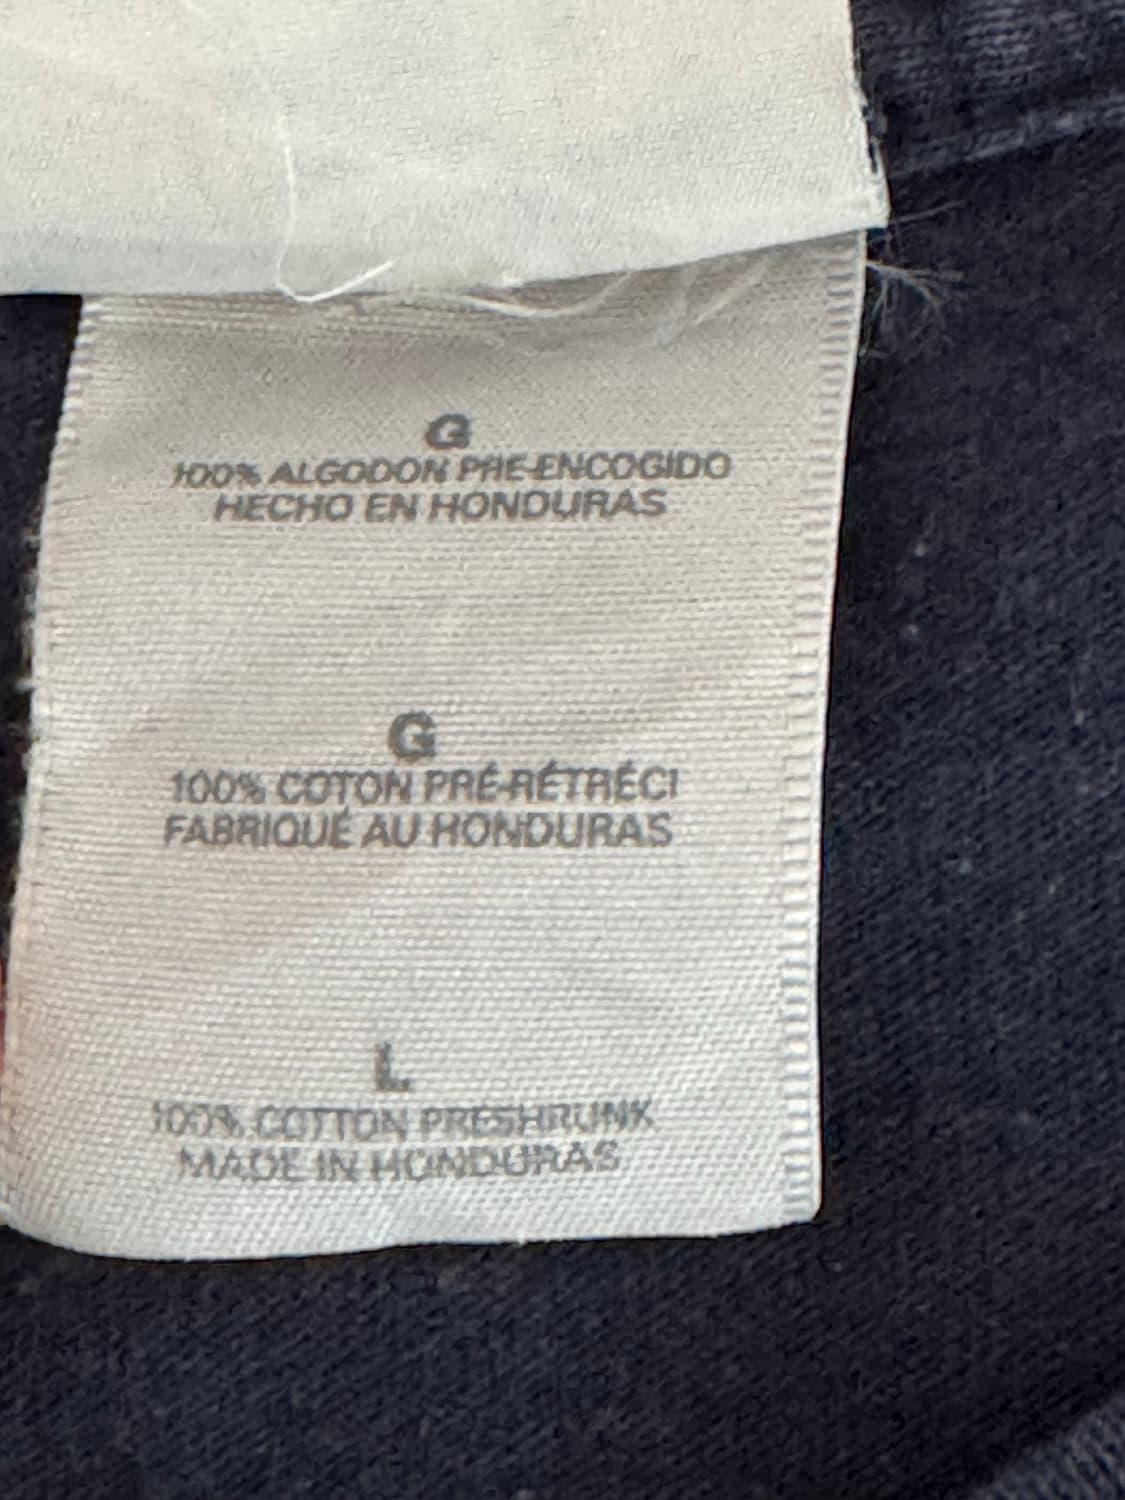 G
100% ALGODON PRE-ENCOGIDO
HECHO EN HONDURAS
G
100% COTON PRÉ-RÉTRÉCI
FABRIQUÉ AU HONDURAS
L
100% COTTON PRESHRUNK
MADE IN HONDURAS